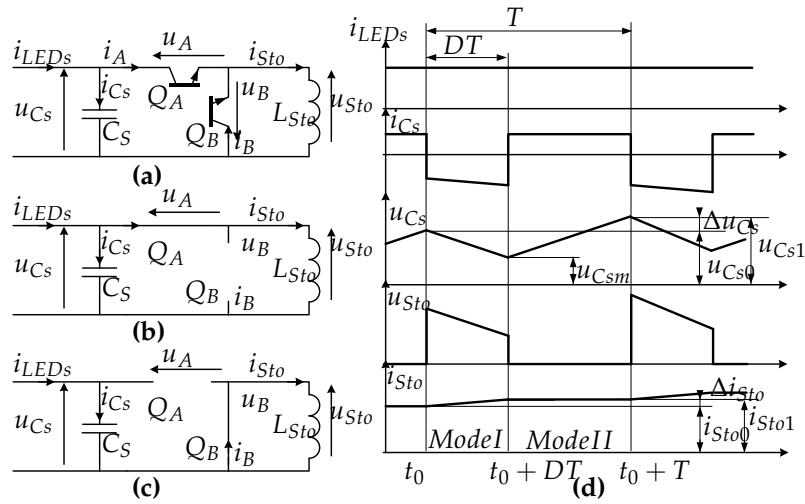 i_LEDs i_A u_A i_Sto
i_Cs Q_A u_B
u_Cs C_S Q_B i_B L_Sto u_Sto
(a)
i_LEDs u_A i_Sto
i_Cs Q_A u_B
u_Cs C_S Q_B i_B L_Sto u_Sto
(b)
i_LEDs u_A i_Sto
i_Cs Q_A u_B
u_Cs C_S Q_B i_B L_Sto u_Sto
(c)
i_LEDs T
DT
i_Cs
u_Cs Δu_Cs
u_Csm u_Cs0 u_Cs1
u_Sto
i_Sto Δi_Sto
ModeI ModeII i_Sto0 i_Sto1
t_0 t_0 + DT t_0 + T
(d)